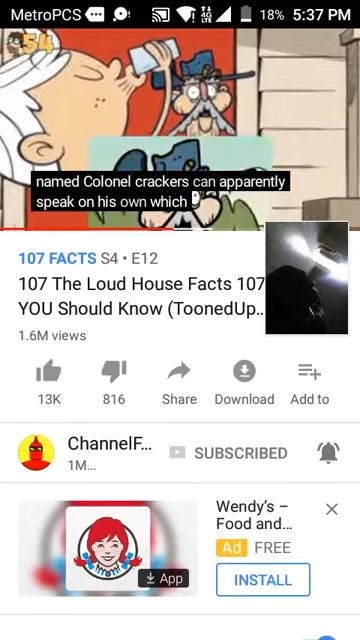 MetroPCS 4G LTE 18% 5:37 PM
54
named Colonel crackers can apparently
speak on his own which
107 FACTS S4 • E12
107 The Loud House Facts 107
YOU Should Know (ToonedUp...
1.6M views
13K 816 Share Download Add to
ChannelF...
1M...
SUBSCRIBED
Wendy's –
Food and...
Ad FREE
App
INSTALL